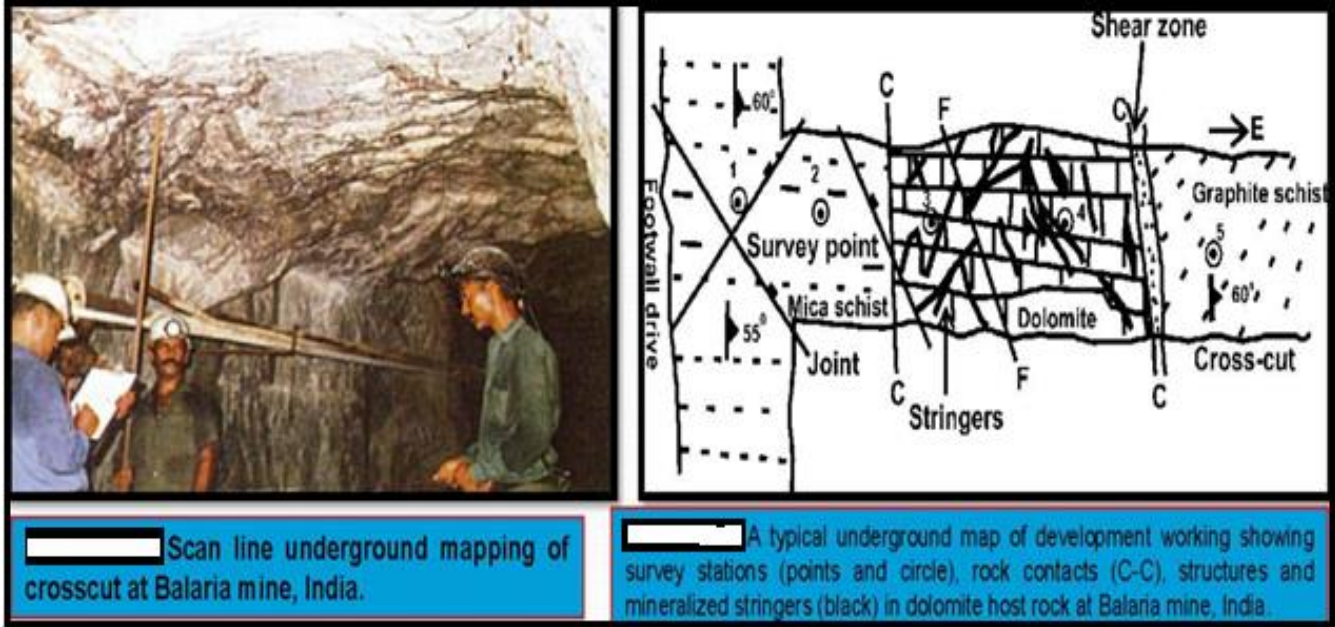 Shear zone
C
F
C
E
60°
Footwall drive
1
2
3
4
5
Graphite schist
Survey point
60°
Mica schist
55°
Dolomite
Joint
Cross-cut
C
F
C
Stringers
Scan line underground mapping of
crosscut at Balaria mine, India.
A typical underground map of development working showing
survey stations (points and circle), rock contacts (C-C), structures and
mineralized stringers (black) in dolomite host rock at Balaria mine, India.